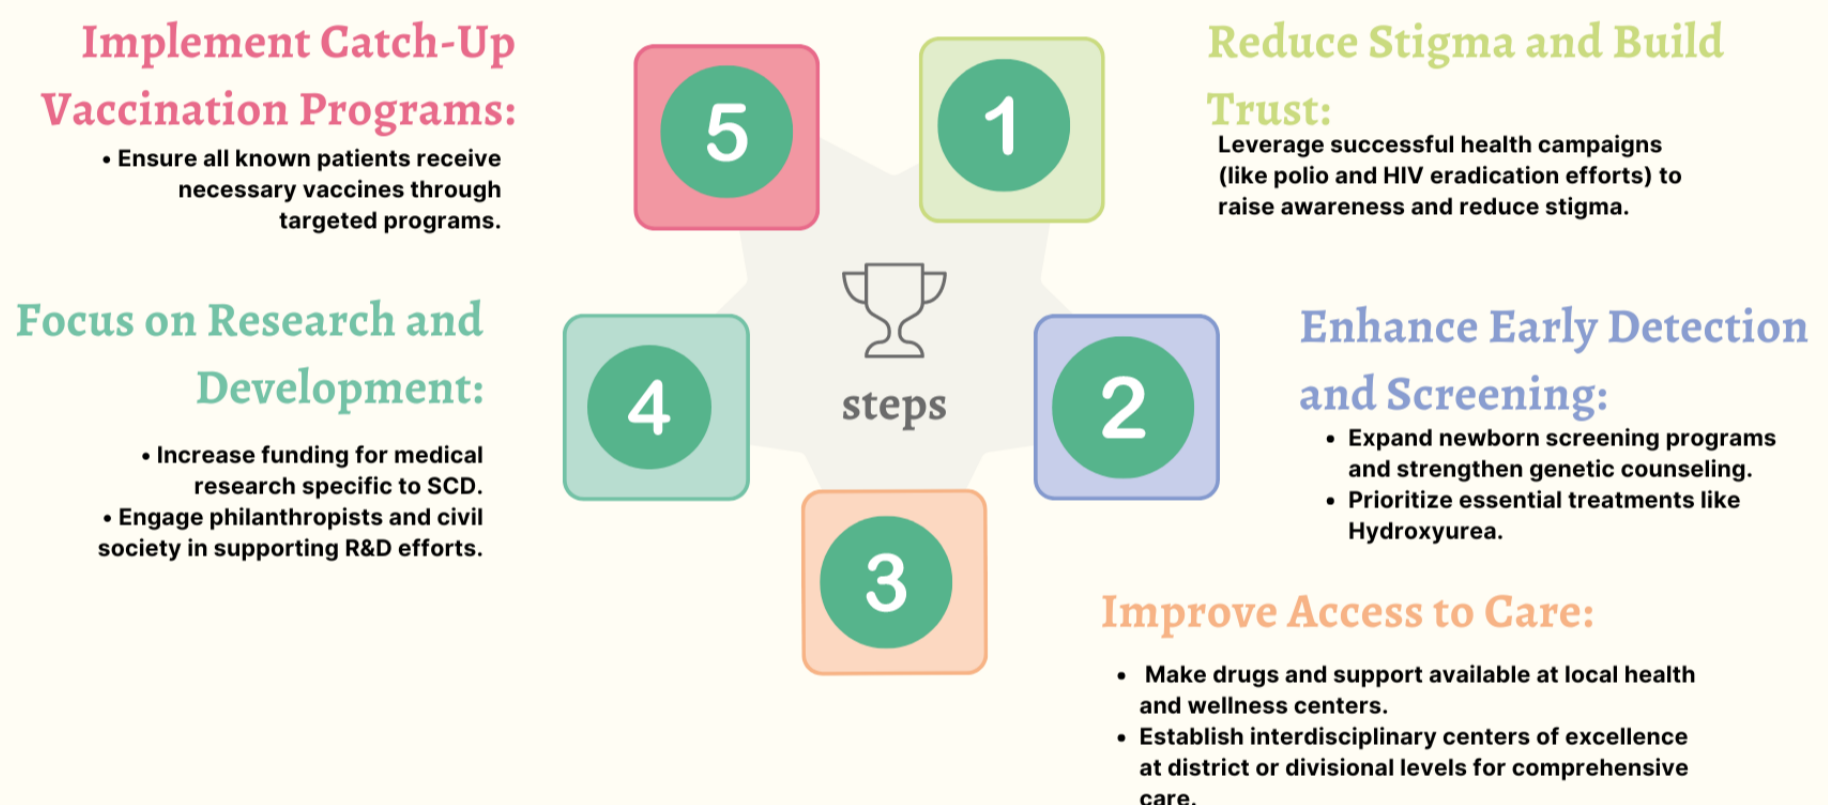 Implement Catch-Up
Vaccination Programs:
• Ensure all known patients receive
necessary vaccines through
targeted programs.
5
1
Reduce Stigma and Build
Trust:
Leverage successful health campaigns
(like polio and HIV eradication efforts) to
raise awareness and reduce stigma.
Focus on Research and
Development:
• Increase funding for medical
research specific to SCD.
• Engage philanthropists and civil
society in supporting R&D efforts.
4
steps
2
Enhance Early Detection
and Screening:
• Expand newborn screening programs
and strengthen genetic counseling.
• Prioritize essential treatments like
Hydroxyurea.
3
Improve Access to Care:
• Make drugs and support available at local health
and wellness centers.
• Establish interdisciplinary centers of excellence
at district or divisional levels for comprehensive
care.